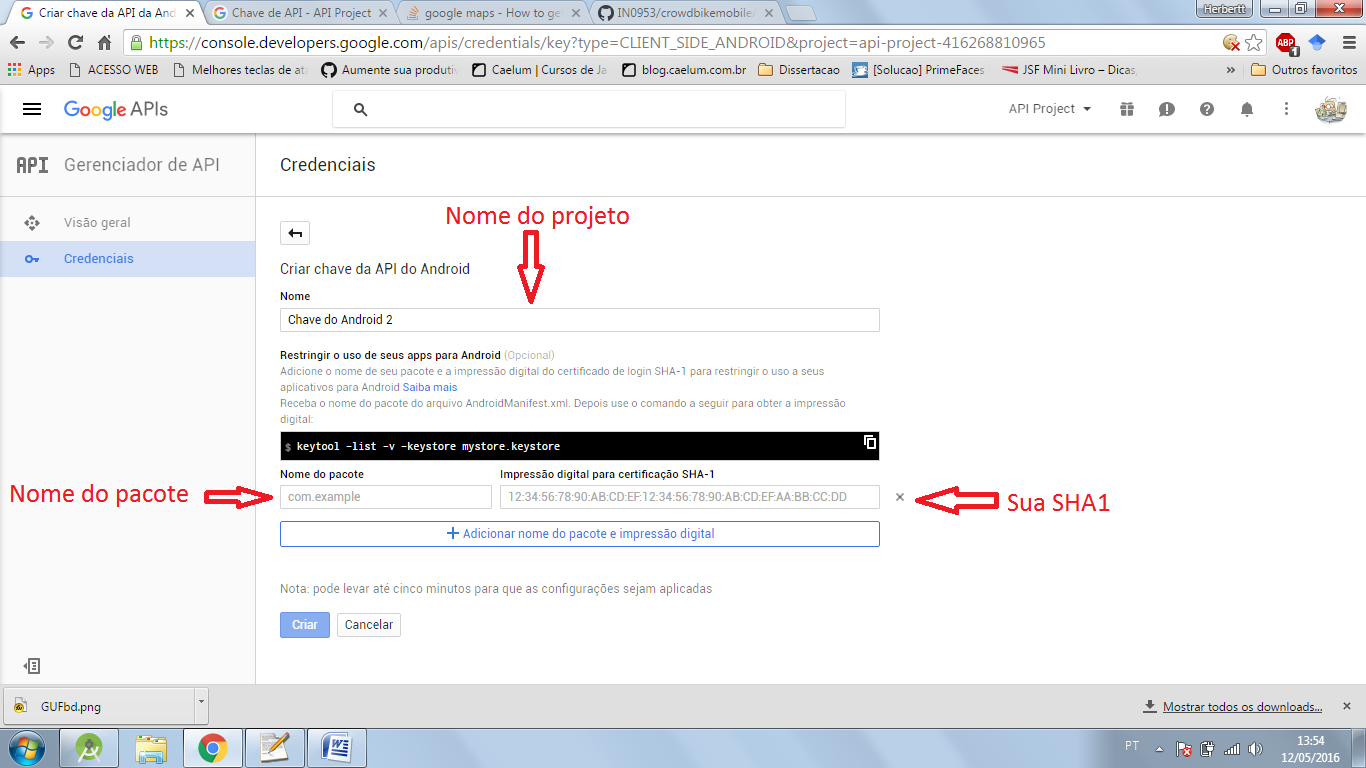 Criar chave da API da And
Chave de API - API Project
google maps - How to ge
IN0953/crowdbikemobile
Herbertt
https://console.developers.google.com/apis/credentials/key?type=CLIENT_SIDE_ANDROID&project=api-project-416268810965
ABP
1
Apps
ACESSO WEB
Melhores teclas de at
Aumente sua produti
Caelum | Cursos de Ja
blog.caelum.com.br
Dissertacao
[Solucao] PrimeFaces
JSF Mini Livro – Dicas,
»
Outros favoritos
Google APIs
API Project
API Gerenciador de API
Credenciais
Visão geral
Credenciais
Nome do projeto
Criar chave da API do Android
Nome
Chave do Android 2
Restringir o uso de seus apps para Android (Opcional)
Adicione o nome de seu pacote e a impressão digital do certificado de login SHA-1 para restringir o uso a seus
aplicativos para Android Saiba mais
Receba o nome do pacote do arquivo AndroidManifest.xml. Depois use o comando a seguir para obter a impressão
digital:
$ keytool -list -v -keystore mystore.keystore
Nome do pacote
Impressão digital para certificação SHA-1
Nome do pacote
com.example
12:34:56:78:90:AB:CD:EF:12:34:56:78:90:AB:CD:EF:AA:BB:CC:DD
Sua SHA1
+ Adicionar nome do pacote e impressão digital
Nota: pode levar até cinco minutos para que as configurações sejam aplicadas
Criar
Cancelar
GUFbd.png
Mostrar todos os downloads...
PT
13:54
12/05/2016